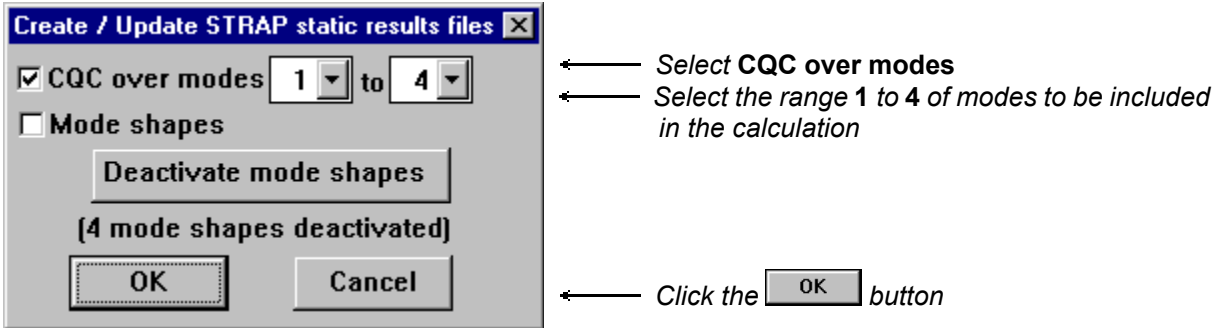 Create / Update STRAP static results files
CQC over modes 1 to 4
Mode shapes
Deactivate mode shapes
(4 mode shapes deactivated)
OK Cancel
Select CQC over modes
Select the range 1 to 4 of modes to be included
in the calculation
Click the OK button